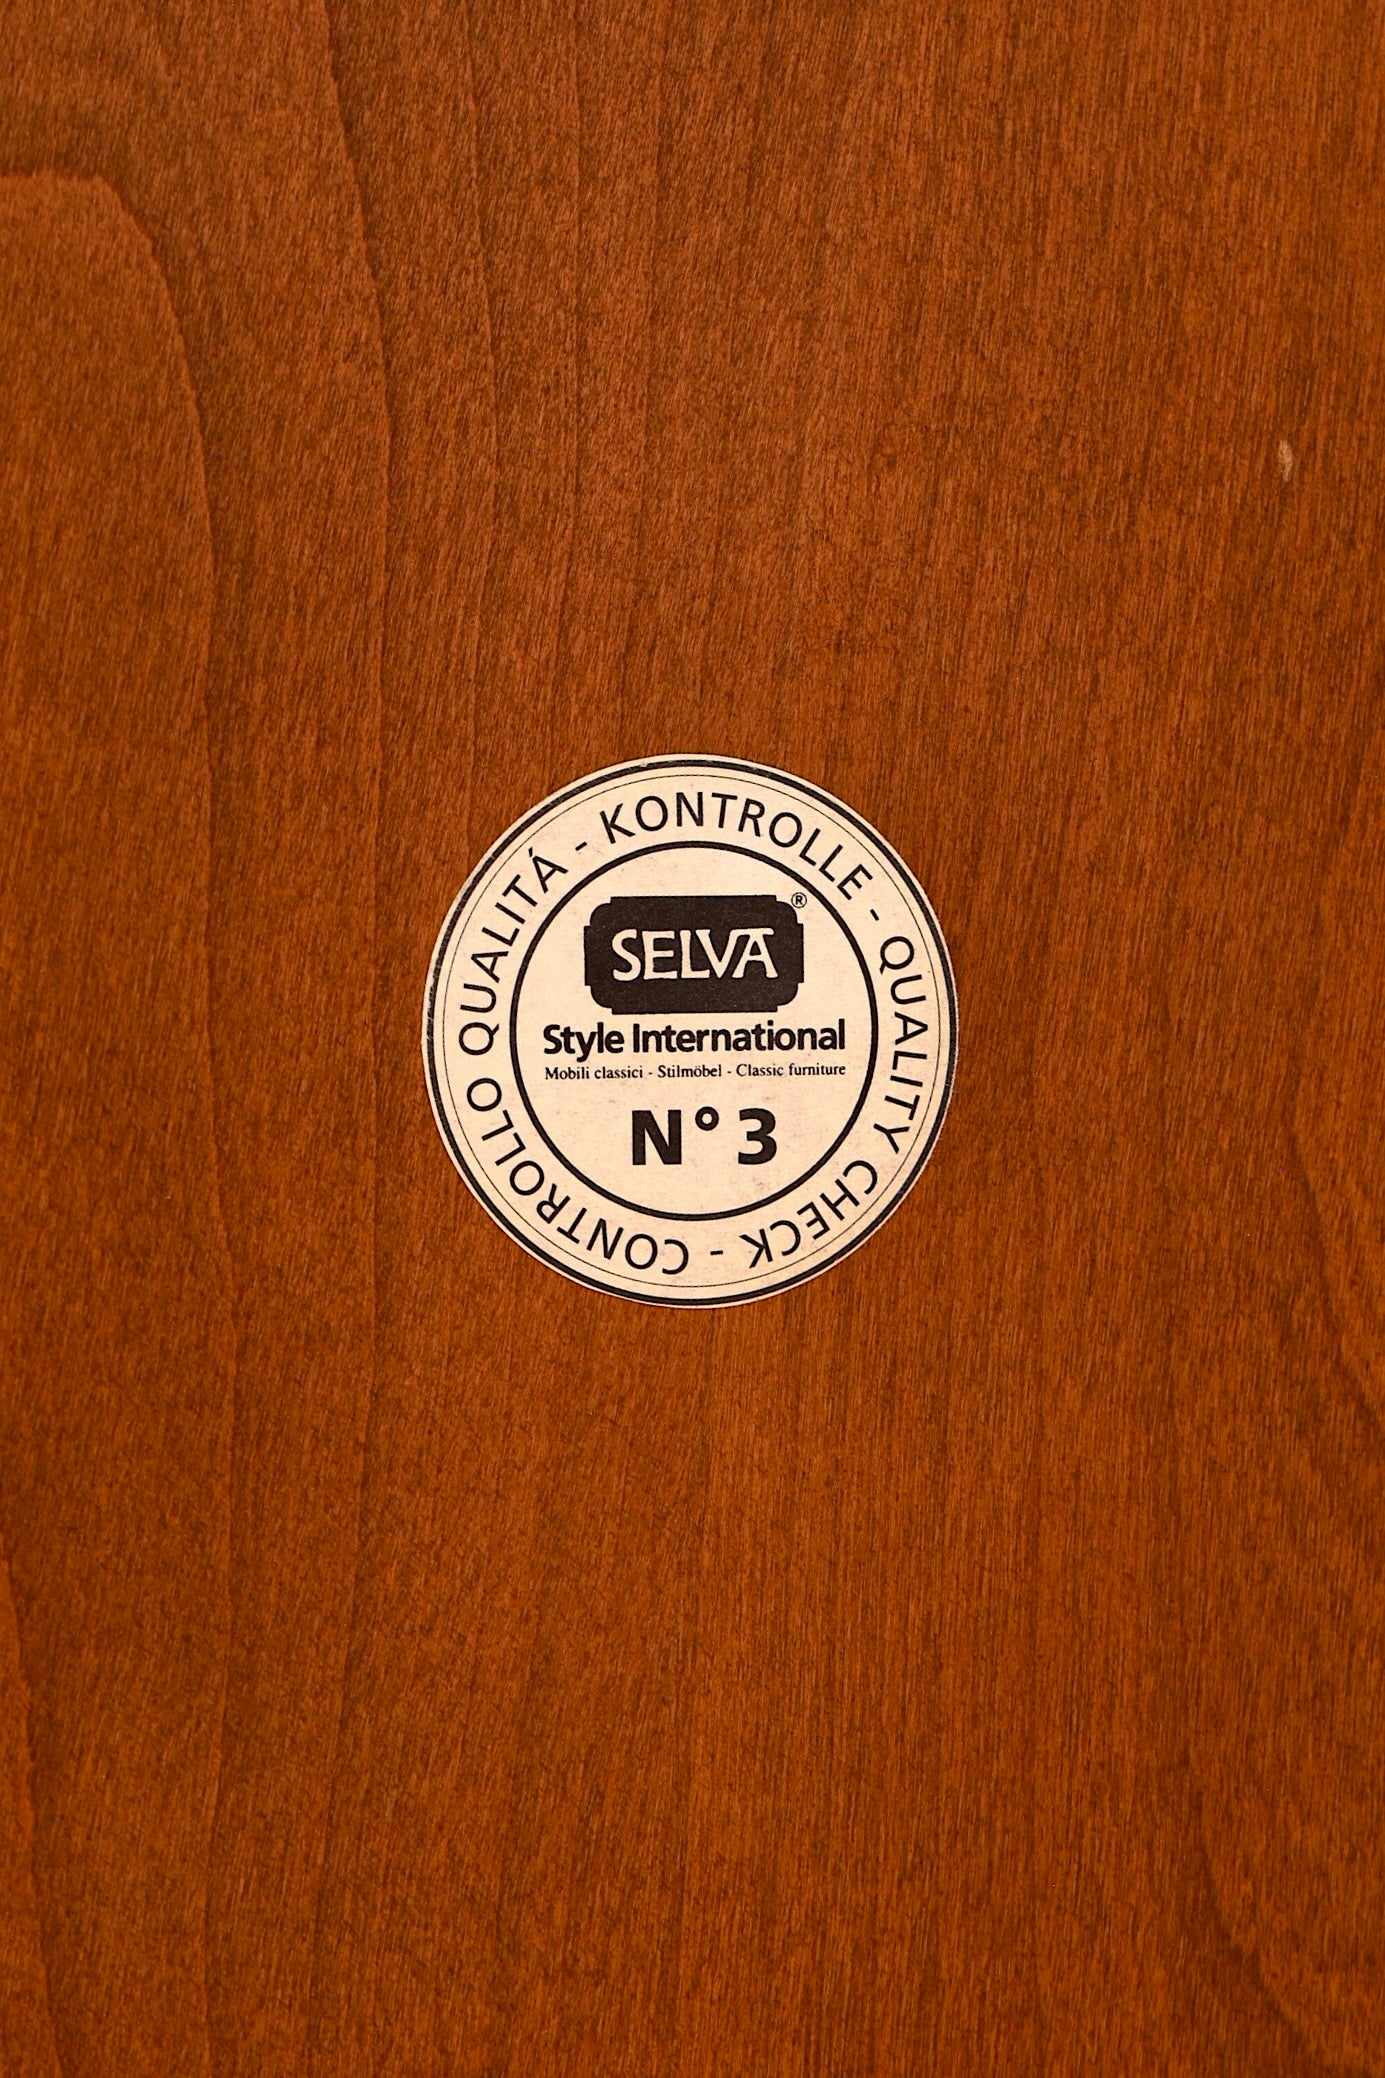 CONTROLLO QUALITÁ - KONTROLLE - QUALITY CHECK -
SELVA®
Style International
Mobili classici - Stilmöbel - Classic furniture
N° 3